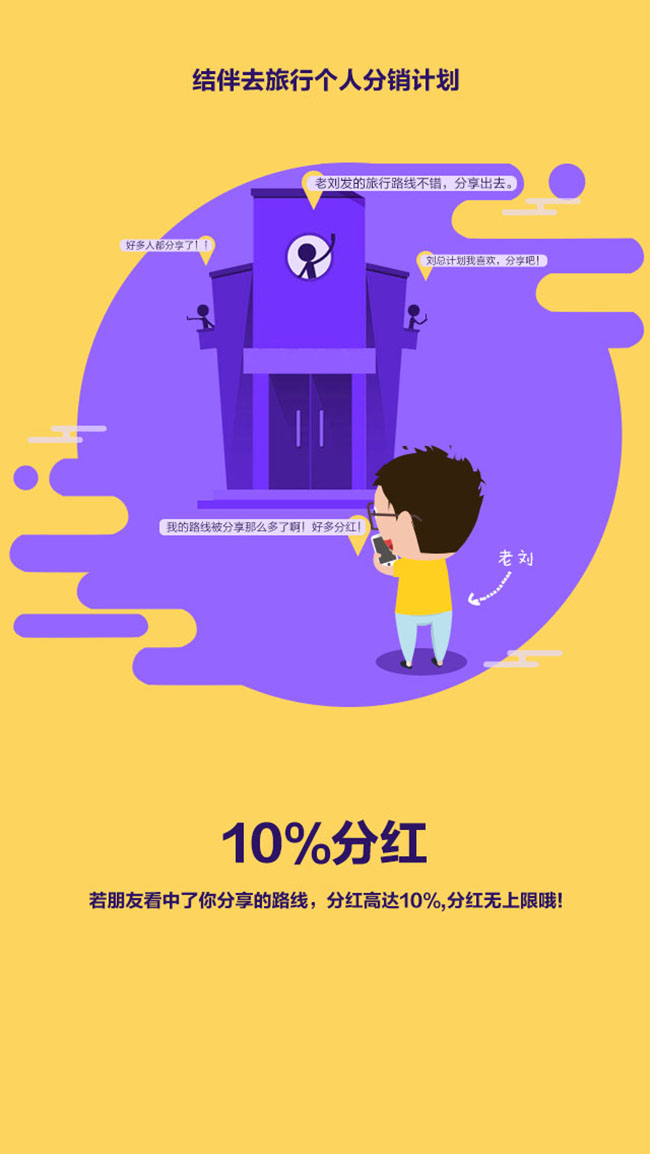 结伴去旅行个人分销计划
老刘发的旅行路线不错，分享出去。
好多人都分享了！！
刘总计划我喜欢，分享吧！
我的路线被分享那么多了啊！好多分红！
老刘
10%分红
若朋友看中了你分享的路线，分红高达10%,分红无上限哦!